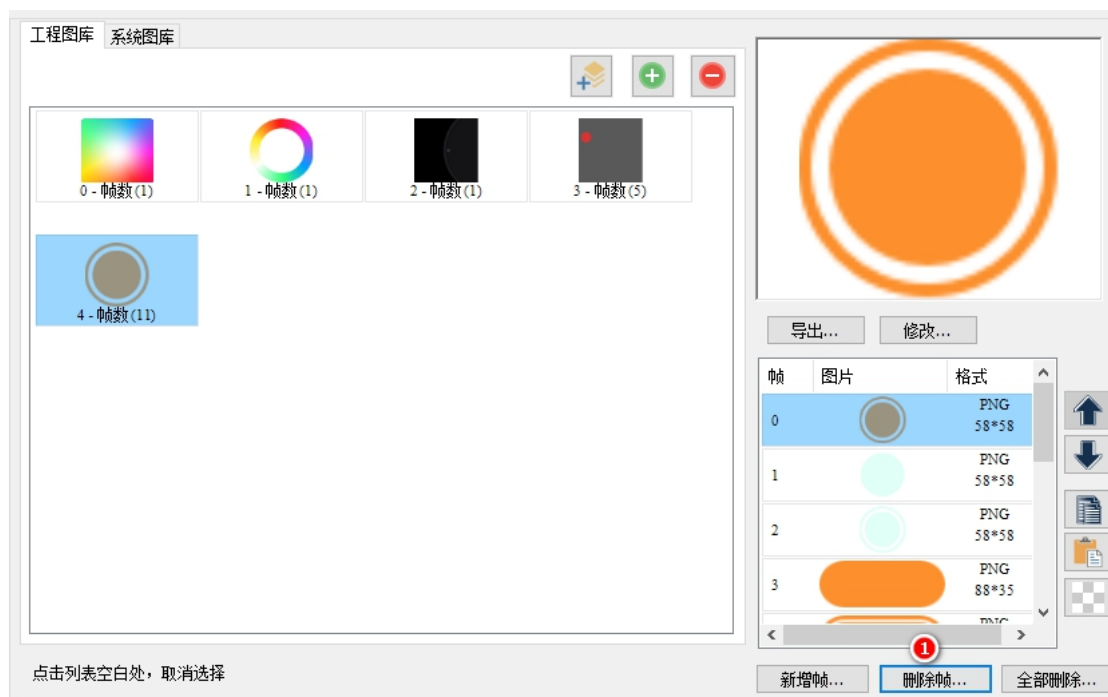 工程图库 系统图库
0 - 帧数(1) 1 - 帧数(1) 2 - 帧数(1) 3 - 帧数(5)
4 - 帧数(11)
导出... 修改...
帧 图片 格式
0 PNG
58*58
1 PNG
58*58
2 PNG
58*58
3 PNG
88*35
PNG
1
点击列表空白处，取消选择
新增帧... 删除帧... 全部删除...